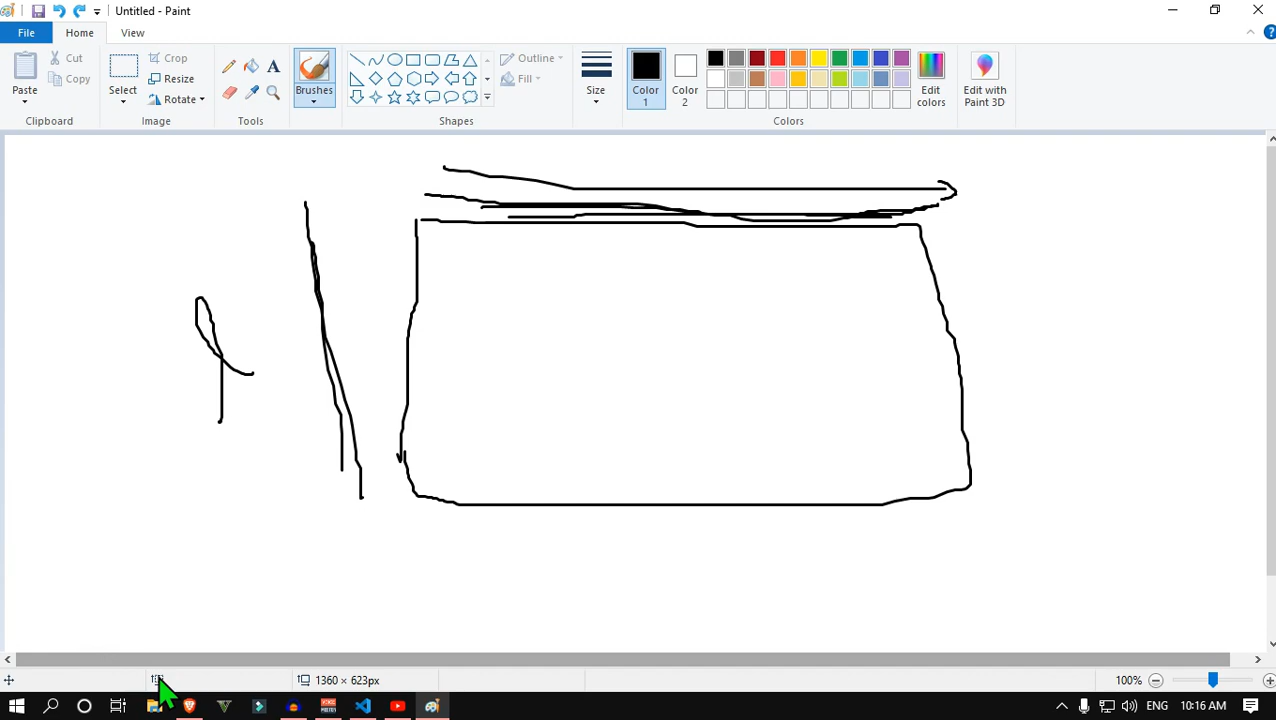 Untitled - Paint
File
Home
View
Cut
Copy
Paste
Clipboard
Crop
Resize
Rotate
Select
Image
A
Tools
Brushes
Outline
Fill
Shapes
Size
Color 1
Color 2
Edit colors
Colors
Edit with Paint 3D
1360 × 623px
100%
10:16 AM
ENG